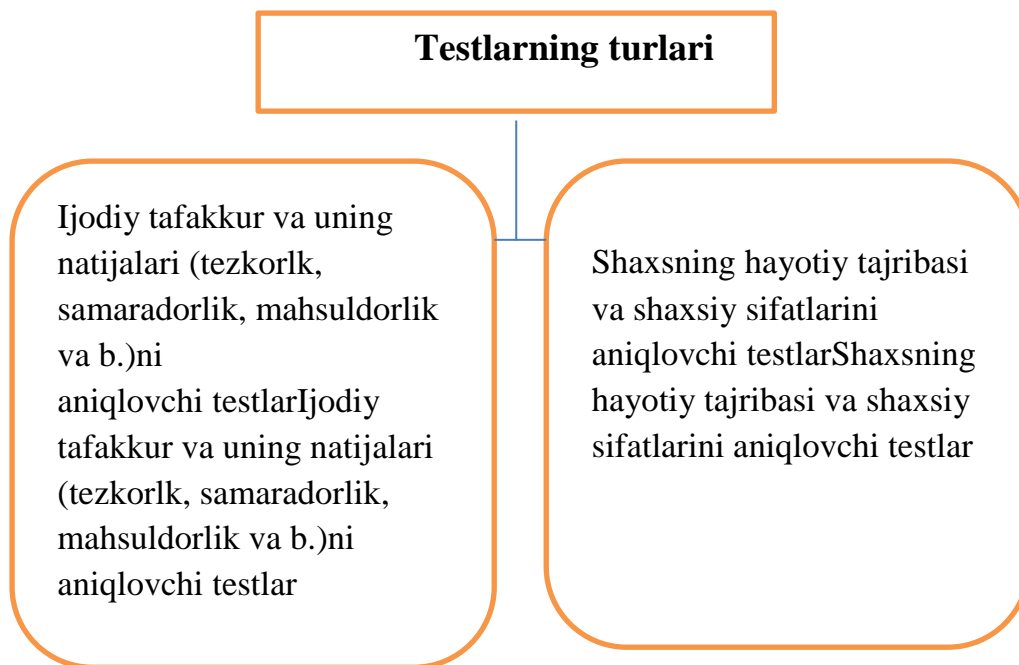 Testlarning turlari
Ijodiy tafakkur va uning
natijalari (tezkorlk,
samaradorlik, mahsuldorlik
va b.)ni
aniqlovchi testlarIjodiy
tafakkur va uning natijalari
(tezkorlk, samaradorlik,
mahsuldorlik va b.)ni
aniqlovchi testlar
Shaxsning hayotiy tajribasi
va shaxsiy sifatlarini
aniqlovchi testlarShaxsning
hayotiy tajribasi va shaxsiy
sifatlarini aniqlovchi testlar